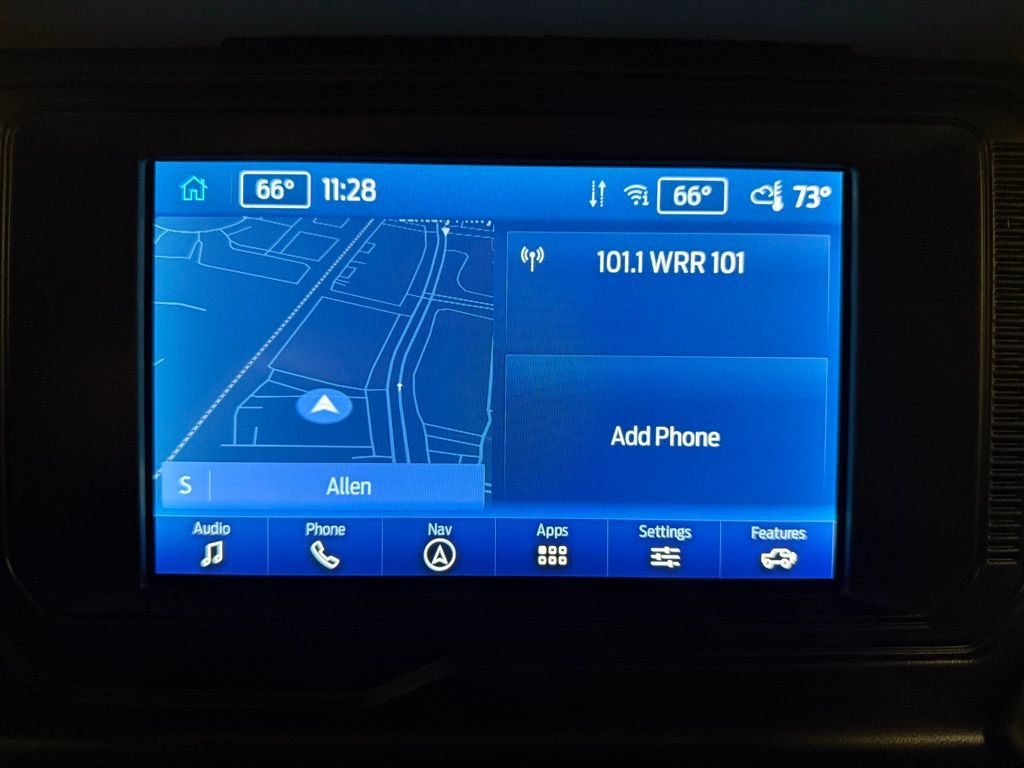 66° 11:28 66° 73°
101.1 WRR 101
Add Phone
S Allen
Audio Phone Nav Apps Settings Features